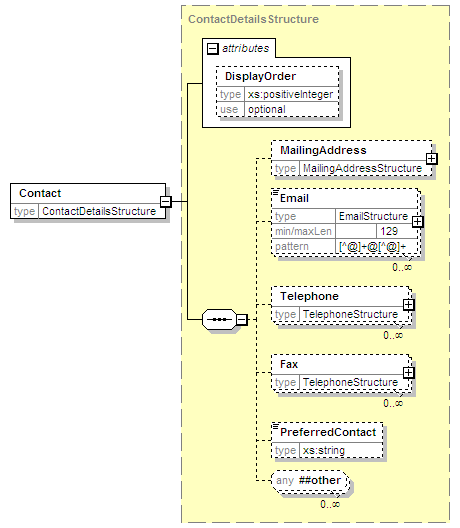 ContactDetailsStructure
attributes
DisplayOrder
type xs:positiveInteger
use optional
MailingAddress
type MailingAddressStructure
Contact
type ContactDetailsStructure
Email
type EmailStructure
min/maxLen 129
pattern [^@]+@[^@]+
0..∞
Telephone
type TelephoneStructure
0..∞
Fax
type TelephoneStructure
0..∞
PreferredContact
type xs:string
any ##other
0..∞